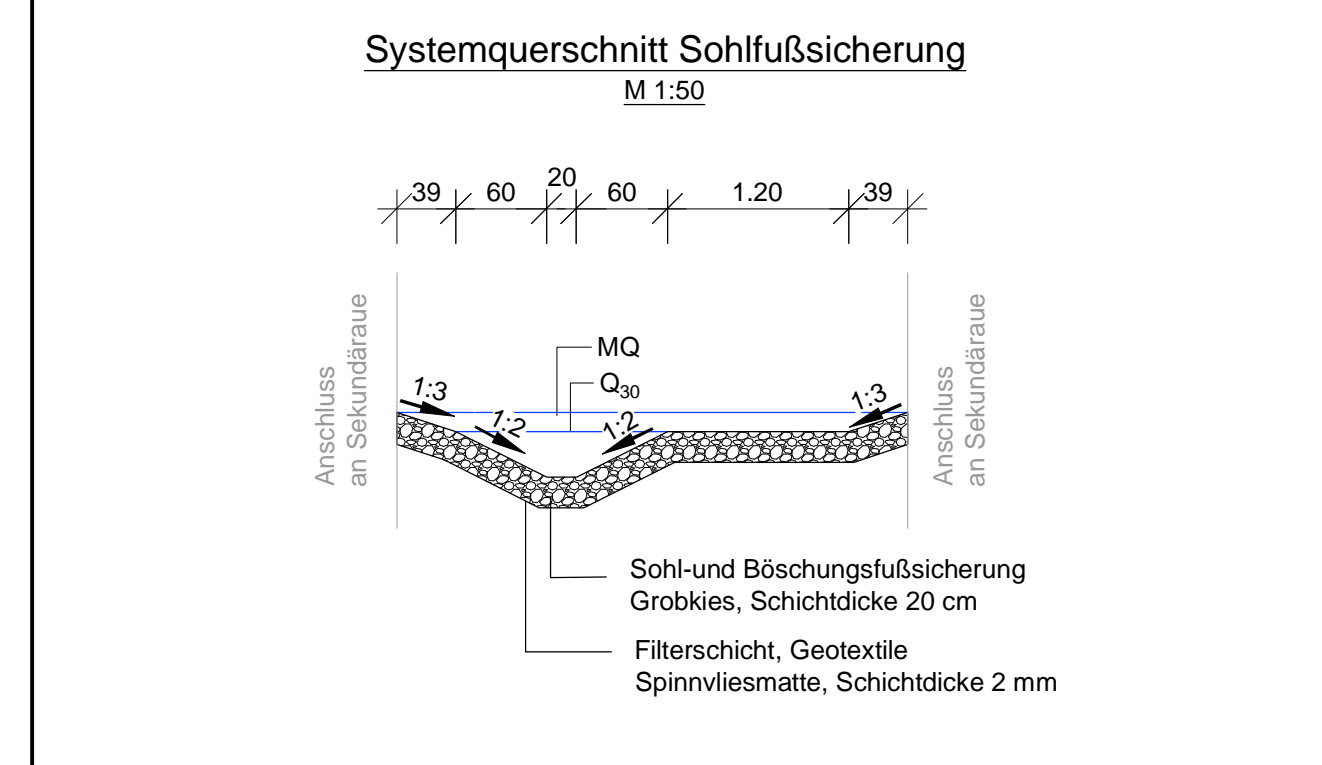 Systemquerschnitt Sohlfußsicherung
M 1:50
39 60 20 60 1.20 39
Anschluss
an Sekundäraue
MQ
Q30
1:3
1:2
1:2
1:3
Anschluss
an Sekundäraue
Sohl-und Böschungsfußsicherung
Grobkies, Schichtdicke 20 cm
Filterschicht, Geotextile
Spinnvliesmatte, Schichtdicke 2 mm